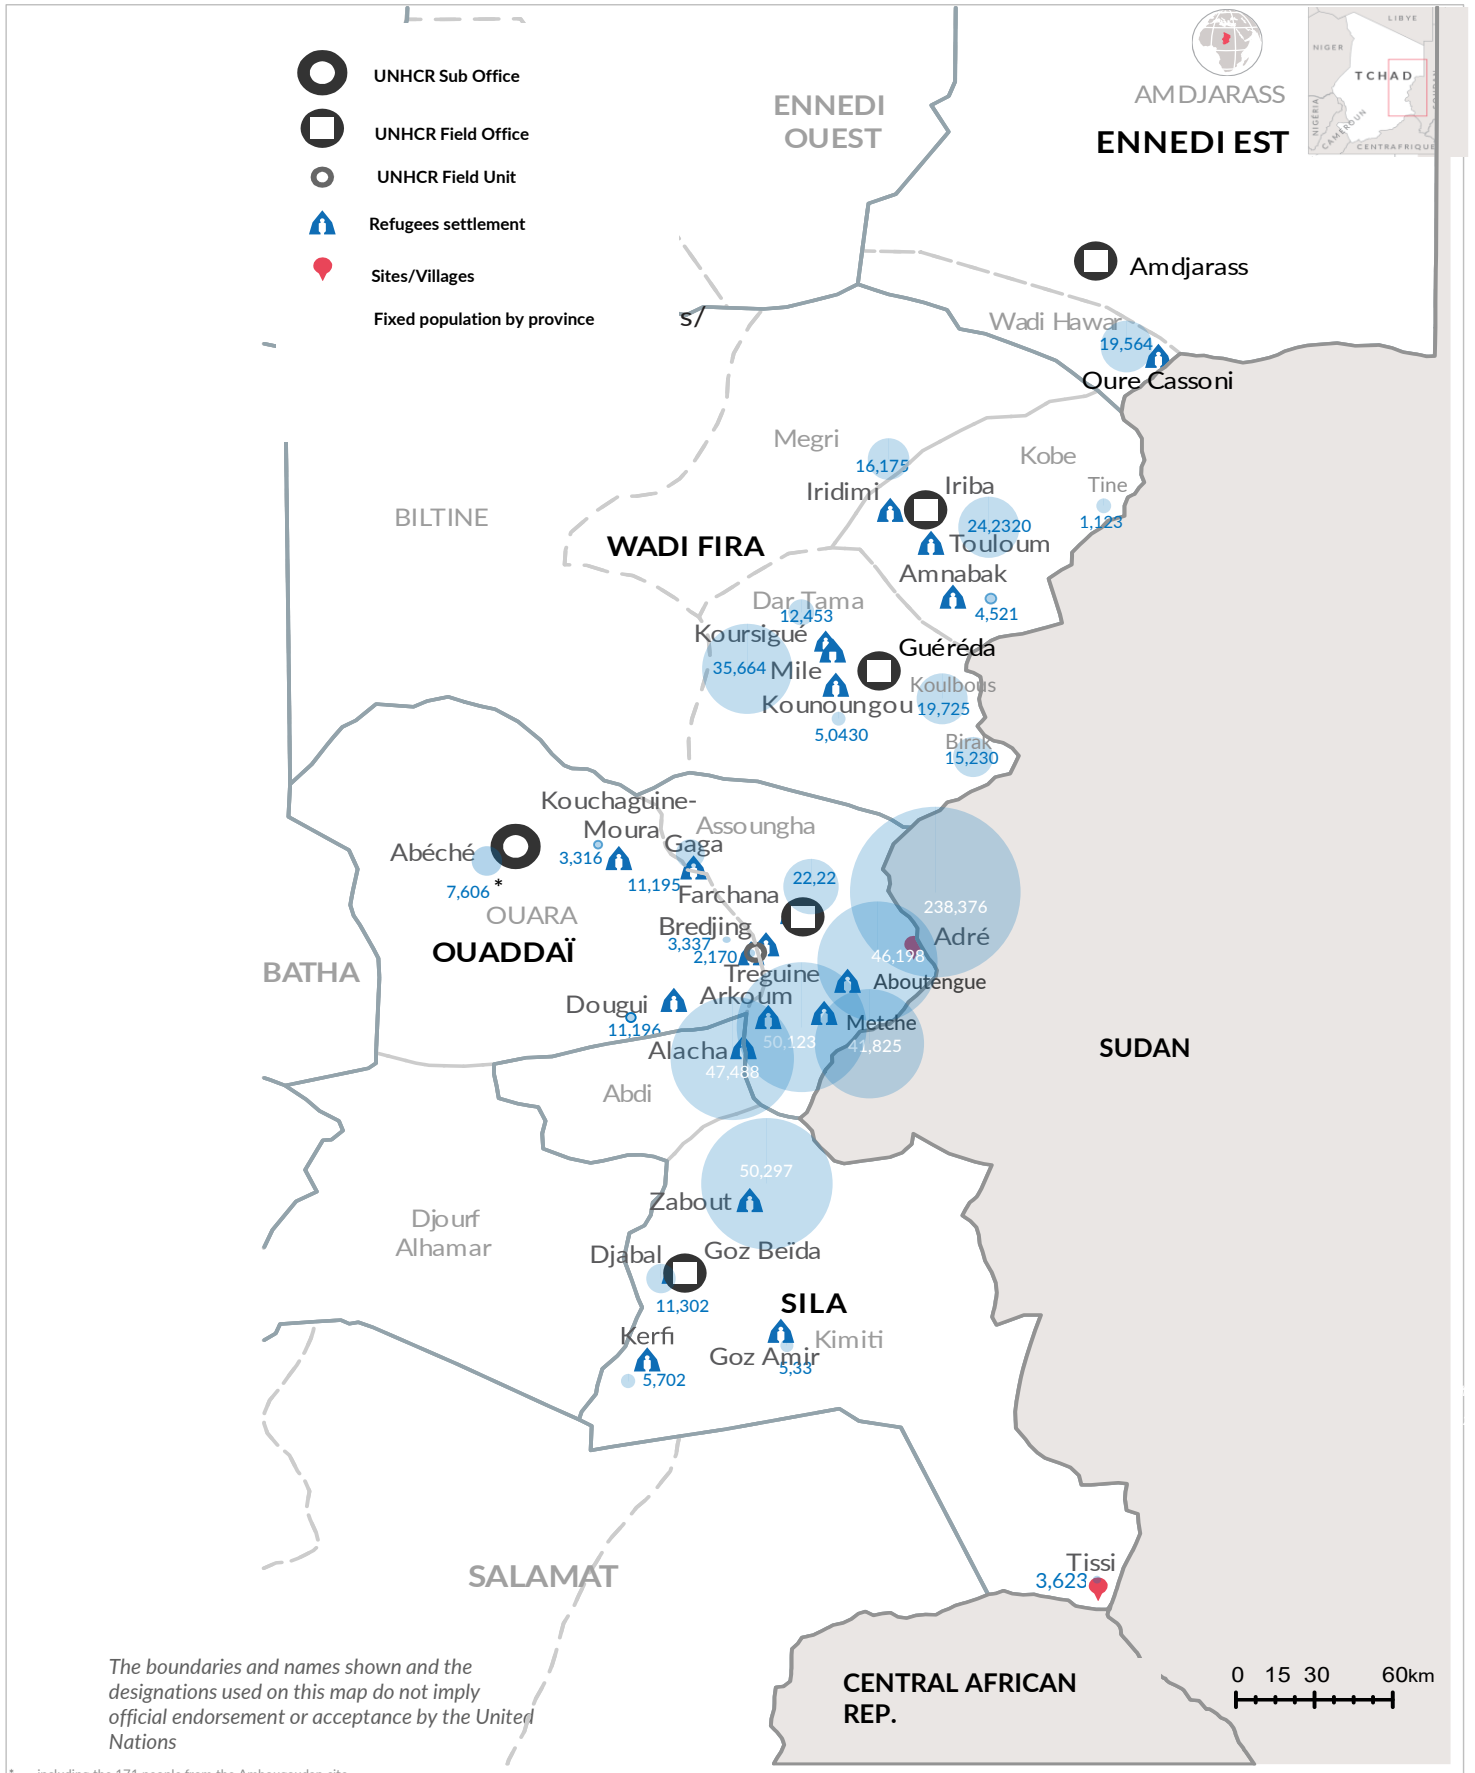 UNHCR Sub Office
UNHCR Field Office
UNHCR Field Unit
Refugees settlement
Sites/Villages
Fixed population by province
s/
ENNEDI
OUEST
AMDJARASS
ENNEDI EST
LIBYE
NIGER
TCHAD
SOUDAN
NIGÉRIA
CAMEROUN
CENTRAFRIQUE
Amdjarass
Wadi Hawar
19,564
Oure Cassoni
Megri
16,175
Kobe
Iridimi
Iriba
Tine
1,123
24,2320
Touloum
BILTINE
WADI FIRA
Amnabak
4,521
Dar Tama
12,453
Koursigué
Guéréda
35,664
Mile
Koulbous
Kounoungou
19,725
5,0430
Birak
15,230
Kouchaguine-
Moura
Assoungha
Abéché
3,316
Gaga
7,606 *
11,195
22,22
Farchana
238,376
OUARA
Bredjing
Adré
OUADDAÏ
3,337
2,170
46,198
BATHA
Treguine
Aboutengue
Arkoum
Dougui
11,196
Metche
50,123
41,825
Alacha
47,488
SUDAN
Abdi
50,297
Zabout
Djourf
Alhamar
Djabal
Goz Beïda
11,302
SILA
Kerfi
Kimiti
Goz Amir
5,33
5,702
Tissi
3,623
SALAMAT
The boundaries and names shown and the
designations used on this map do not imply
official endorsement or acceptance by the United
Nations
CENTRAL AFRICAN
REP.
0 15 30 60km